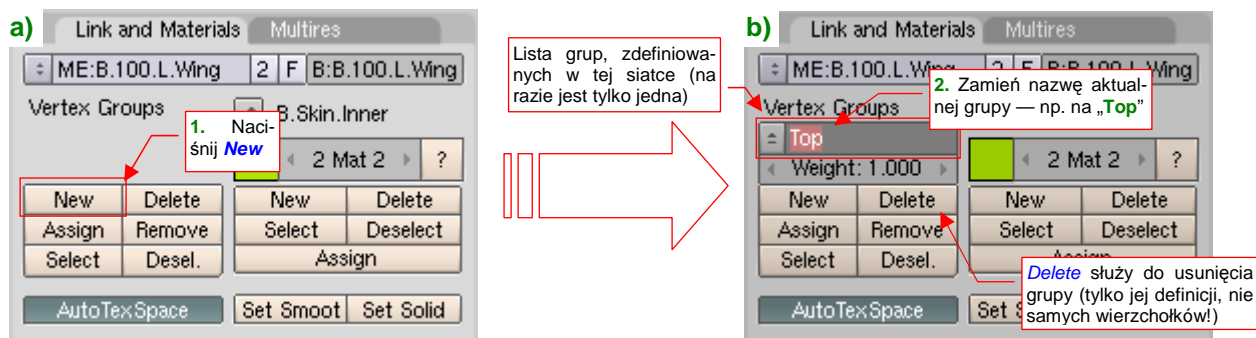 a)
Link and Materials Multires
ME:B.100.L.Wing 2 F B:B.100.L.Wing
Vertex Groups
B.Skin.Inner
1. Naci-
śnij New
2 Mat 2 ?
New Delete New Delete
Assign Remove Select Deselect
Select Desel. Assign
AutoTexSpace Set Smoot Set Solid
Lista grup, zdefiniowa-
nych w tej siatce (na
razie jest tylko jedna)
b)
Link and Materials Multires
ME:B.100.L.Wing 2 F B:B.100.L.Wing
2. Zamień nazwę aktual-
nej grupy — np. na „Top”
Vertex Groups
Top
Weight: 1.000
2 Mat 2 ?
New Delete New Delete
Assign Remove Select Deselect
Select Desel. Assign
AutoTexSpace Set S
Delete służy do usunięcia
grupy (tylko jej definicji, nie
samych wierzchołków!)